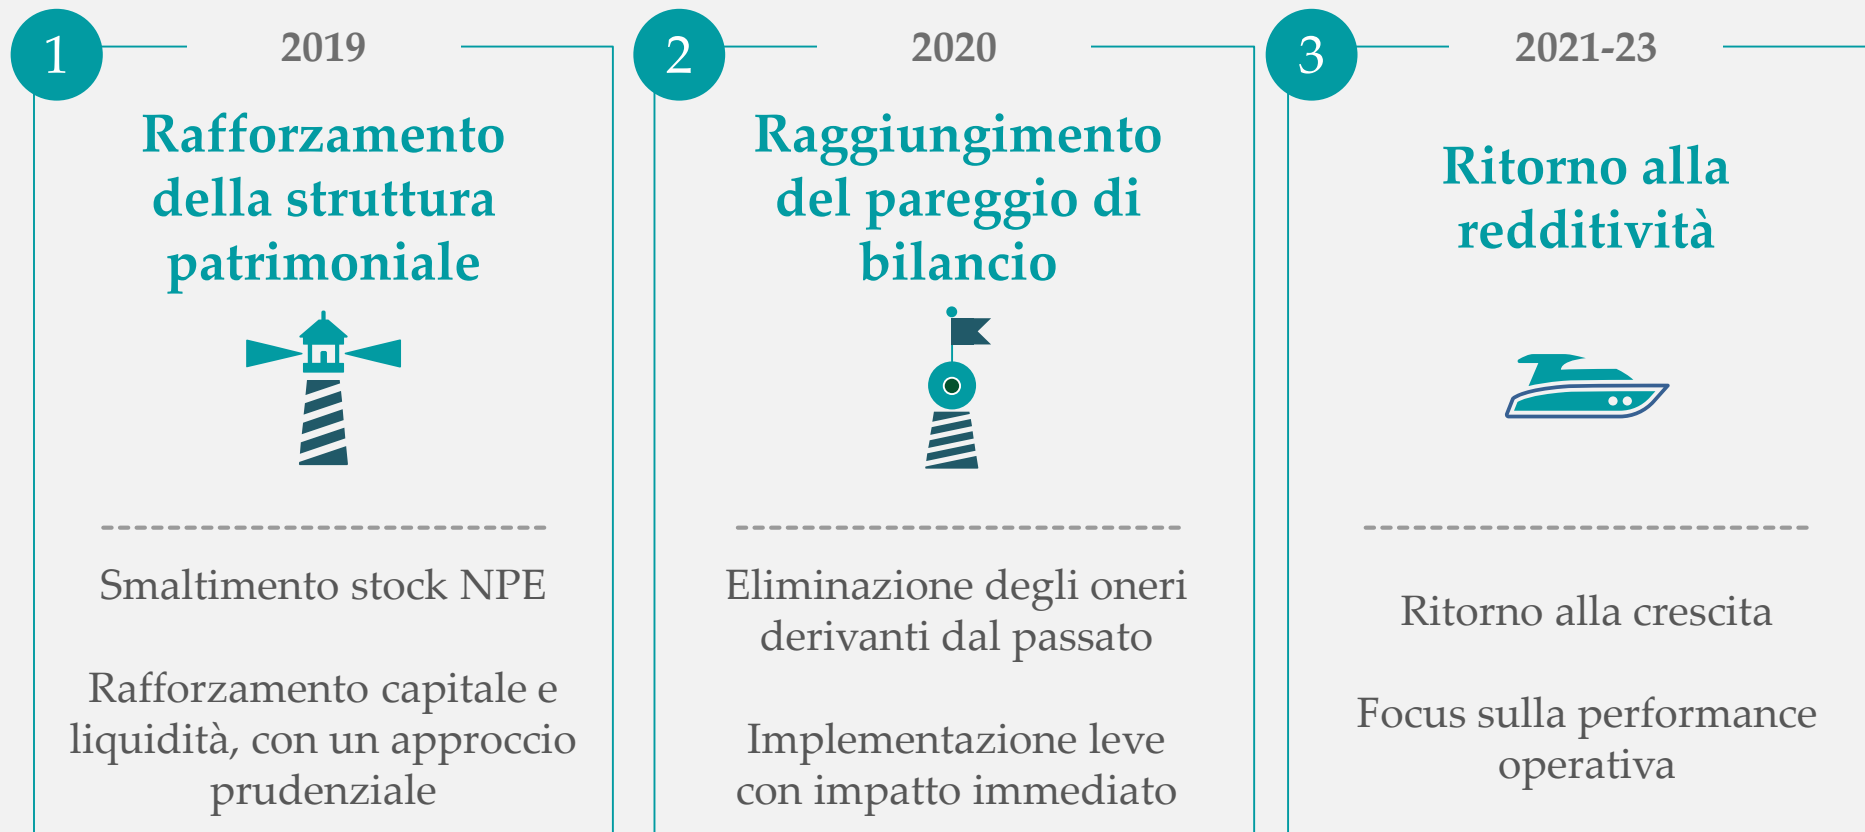 1
2019
Rafforzamento
della struttura
patrimoniale
Smaltimento stock NPE
Rafforzamento capitale e
liquidità, con un approccio
prudenziale
2
2020
Raggiungimento
del pareggio di
bilancio
Eliminazione degli oneri
derivanti dal passato
Implementazione leve
con impatto immediato
3
2021-23
Ritorno alla
redditività
Ritorno alla crescita
Focus sulla performance
operativa